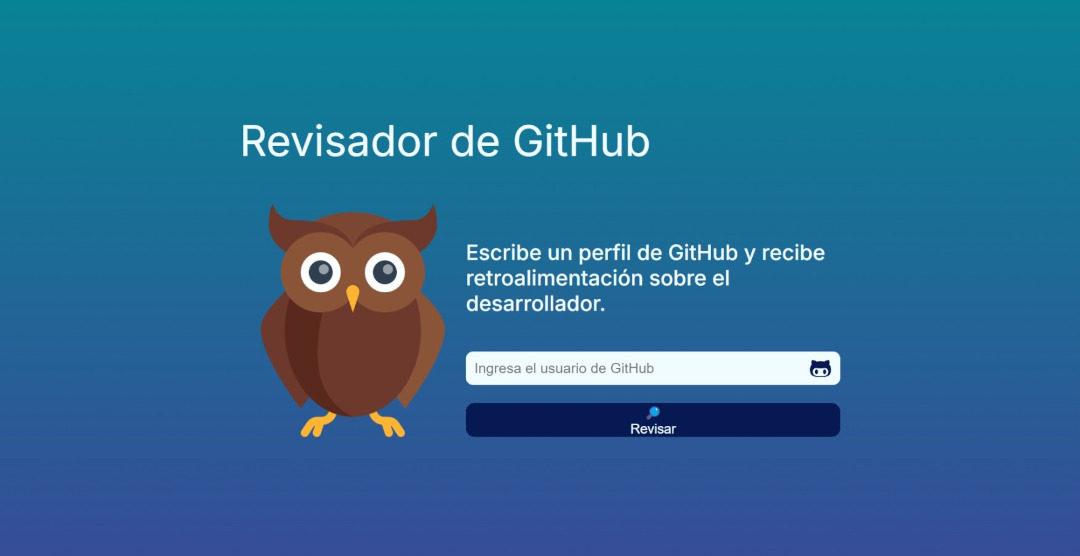 Revisador de GitHub
Escribe un perfil de GitHub y recibe
retroalimentación sobre el
desarrollador.
Ingresa el usuario de GitHub
Revisar